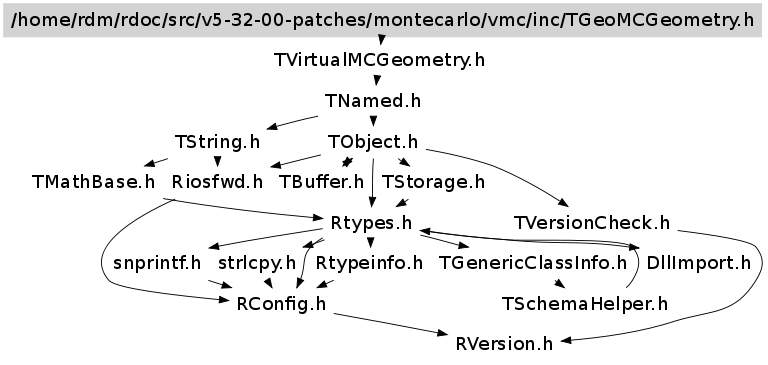 /home/rdm/rdoc/src/v5-32-00-patches/montecarlo/vmc/inc/TGeoMCGeometry.h
TVirtualMCGeometry.h
TNamed.h
TString.h
TObject.h
TMathBase.h
Riosfwd.h
TBuffer.h
TStorage.h
Rtypes.h
TVersionCheck.h
snprintf.h
strlcpy.h
Rtypeinfo.h
TGenericClassInfo.h
DllImport.h
RConfig.h
TSchemaHelper.h
RVersion.h